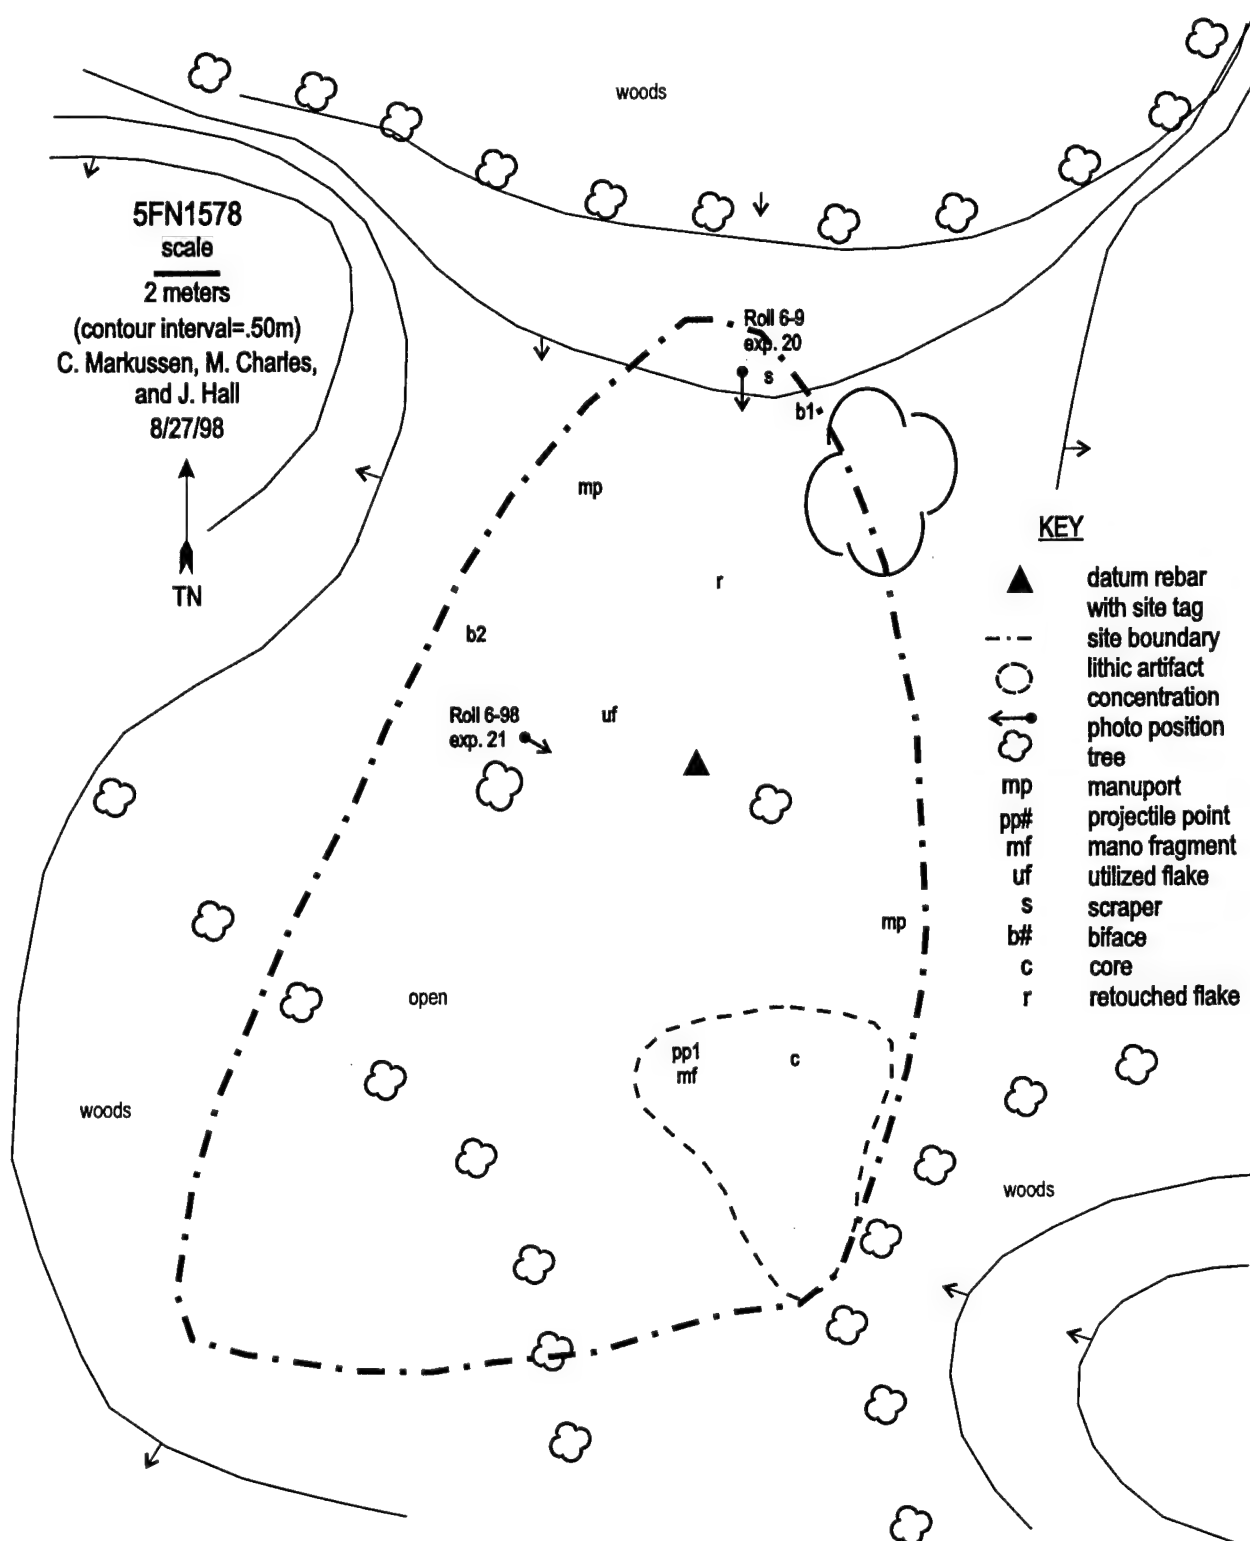 woods
5FN1578
scale
2 meters
(contour interval=.50m)
C. Markussen, M. Charles,
and J. Hall
8/27/98
TN
Roll 6-9
exp. 20
s
b1
mp
r
b2
Roll 6-98
exp. 21
uf
mp
open
pp1
mf
c
woods
woods
KEY
datum rebar
with site tag
site boundary
lithic artifact
concentration
photo position
tree
mp manuport
pp# projectile point
mf mano fragment
uf utilized flake
s scraper
b# biface
c core
r retouched flake